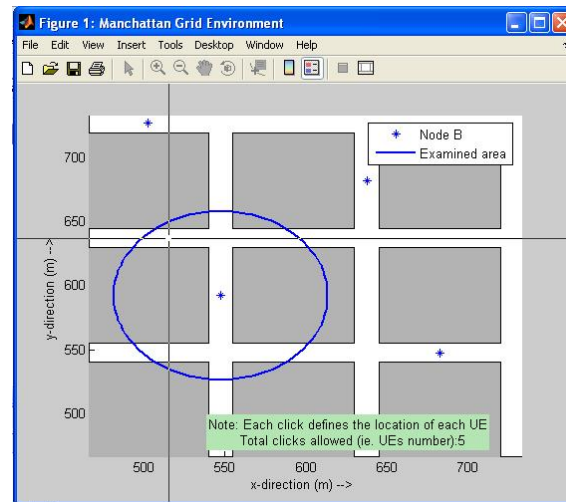 Figure 1: Manchattan Grid Environment
File Edit View Insert Tools Desktop Window Help
Node B
Examined area
700
650
600
550
500
y-direction (m) -->
Note: Each click defines the location of each UE
Total clicks allowed (ie. UEs number):5
500 550 600 650 700
x-direction (m) -->